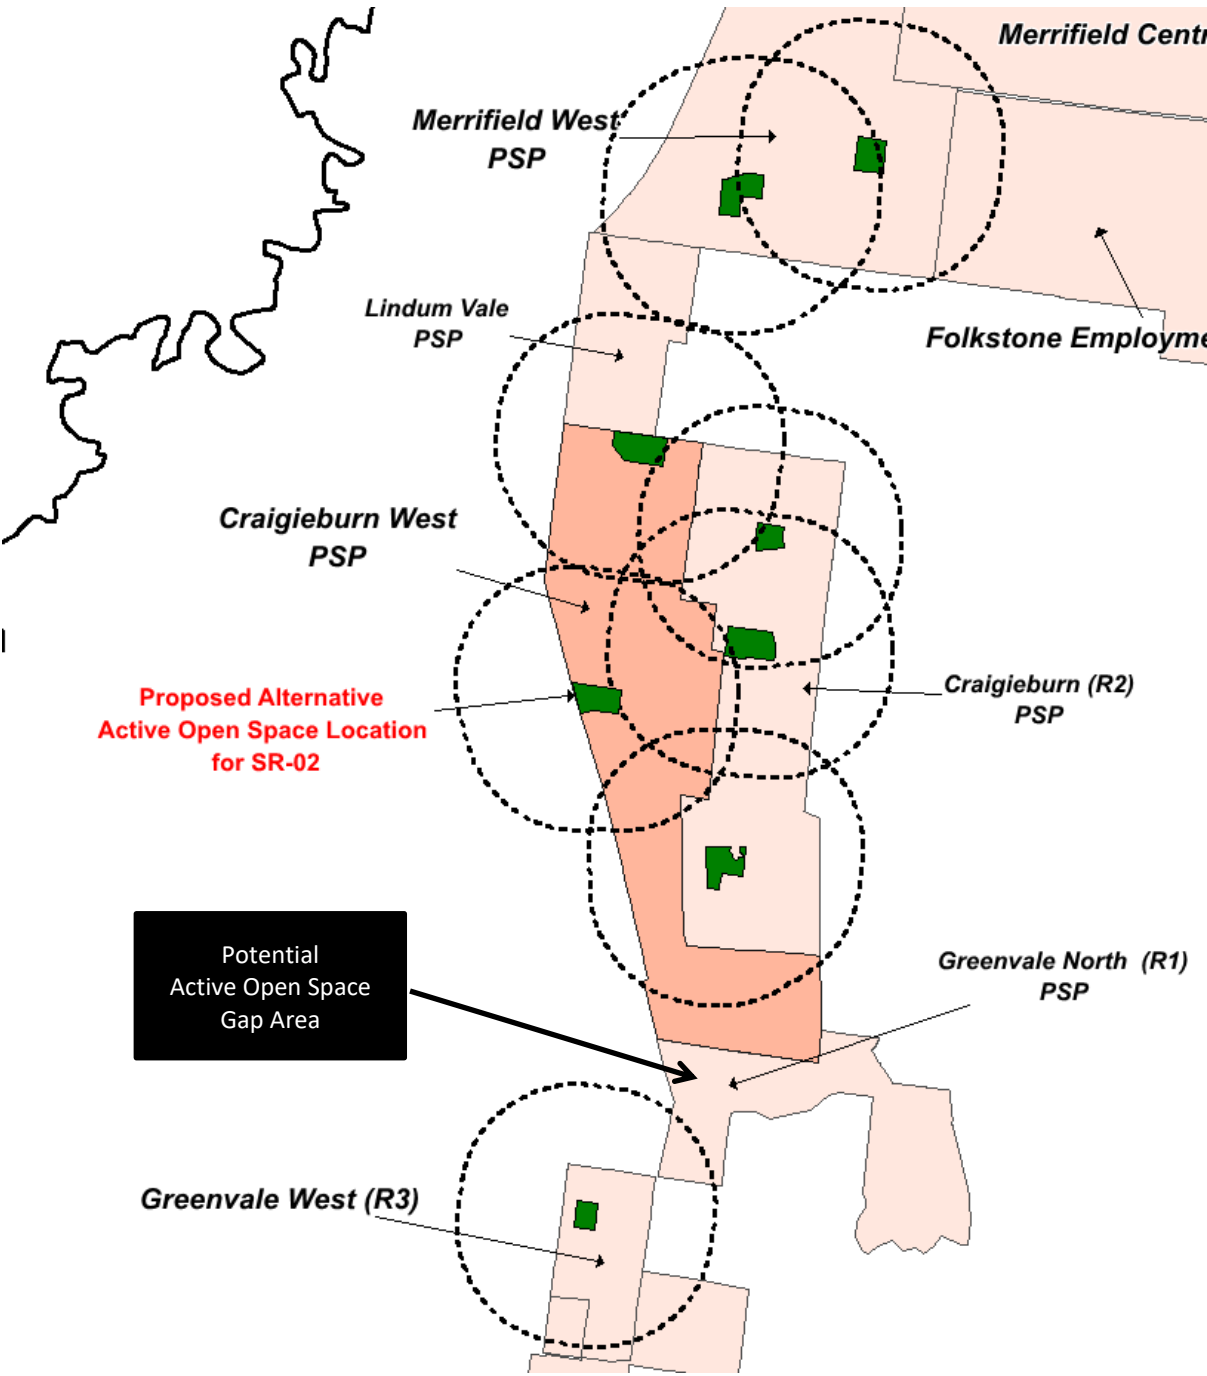 Merrifield Centr
Merrifield West
PSP
Lindum Vale
PSP
Folkstone Employme
Craigieburn West
PSP
Proposed Alternative
Active Open Space Location
for SR-02
Craigieburn (R2)
PSP
Potential
Active Open Space
Gap Area
Greenvale North (R1)
PSP
Greenvale West (R3)